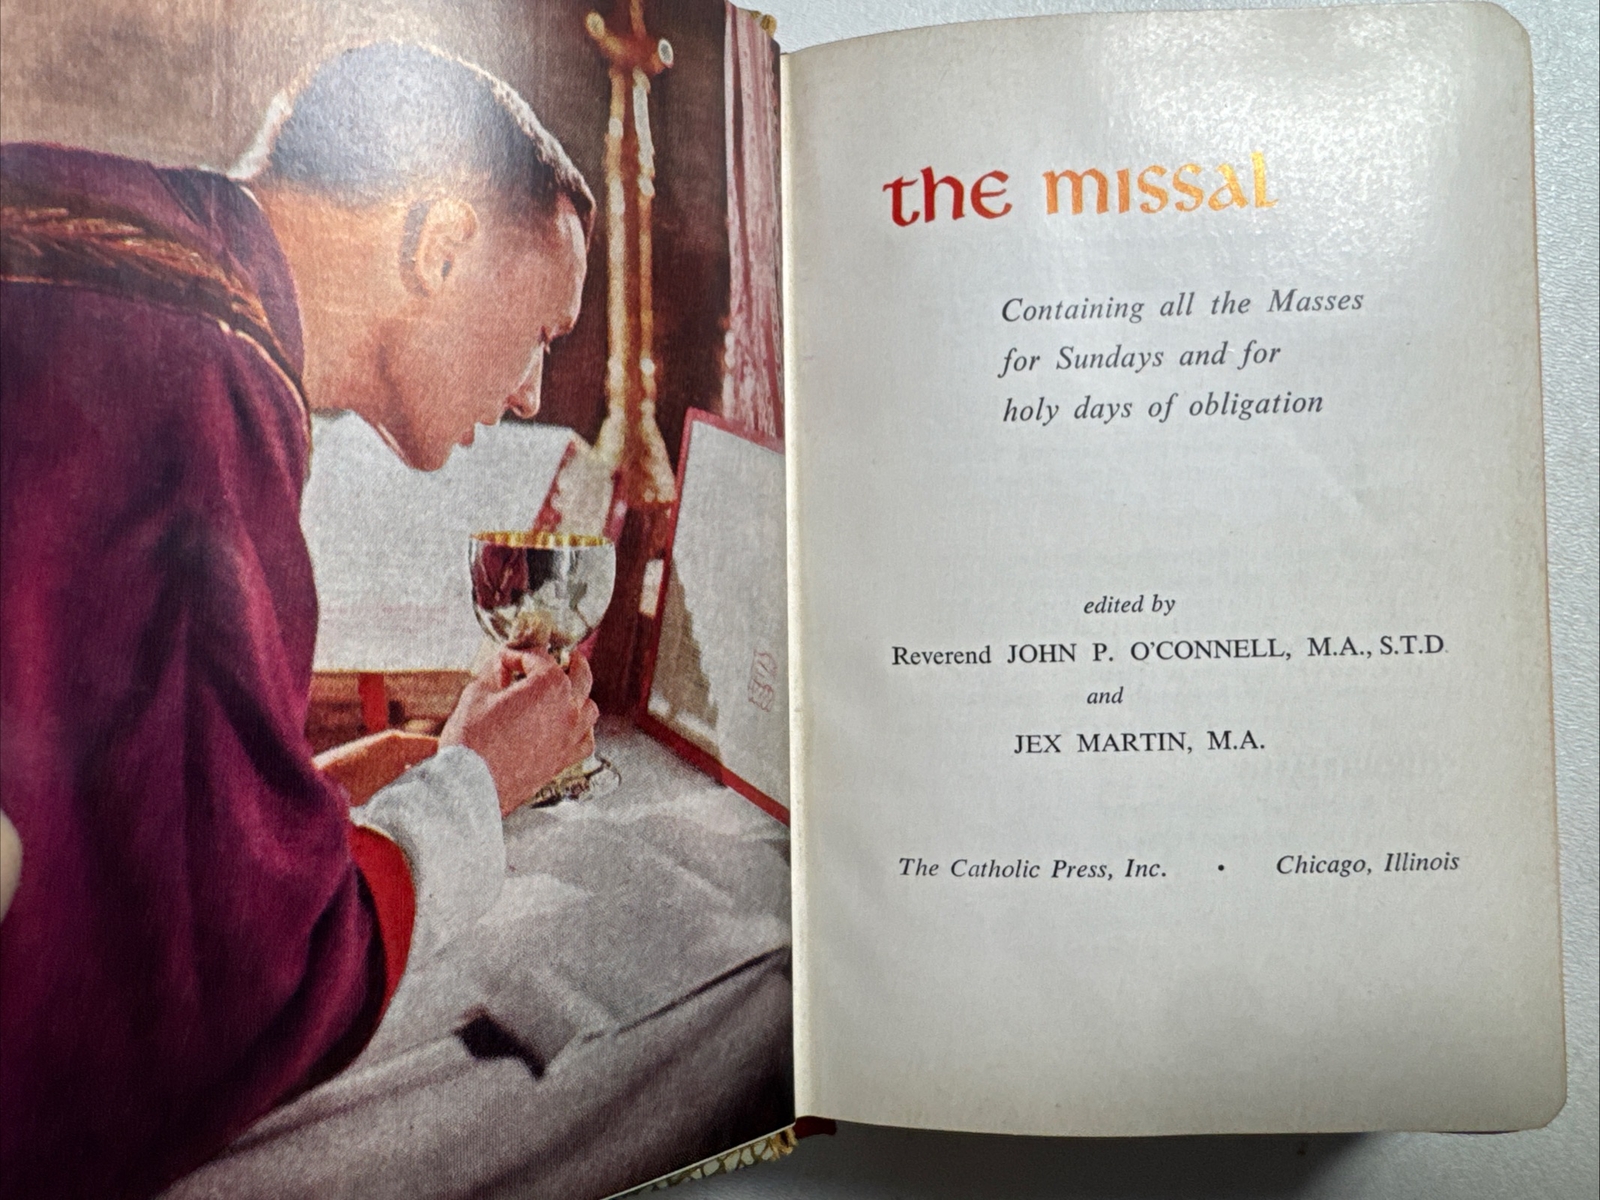 the missal
Containing all the Masses
for Sundays and for
holy days of obligation
edited by
Reverend JOHN P. O'CONNELL, M.A., S.T.D.
and
JEX MARTIN, M.A.
The Catholic Press, Inc. • Chicago, Illinois